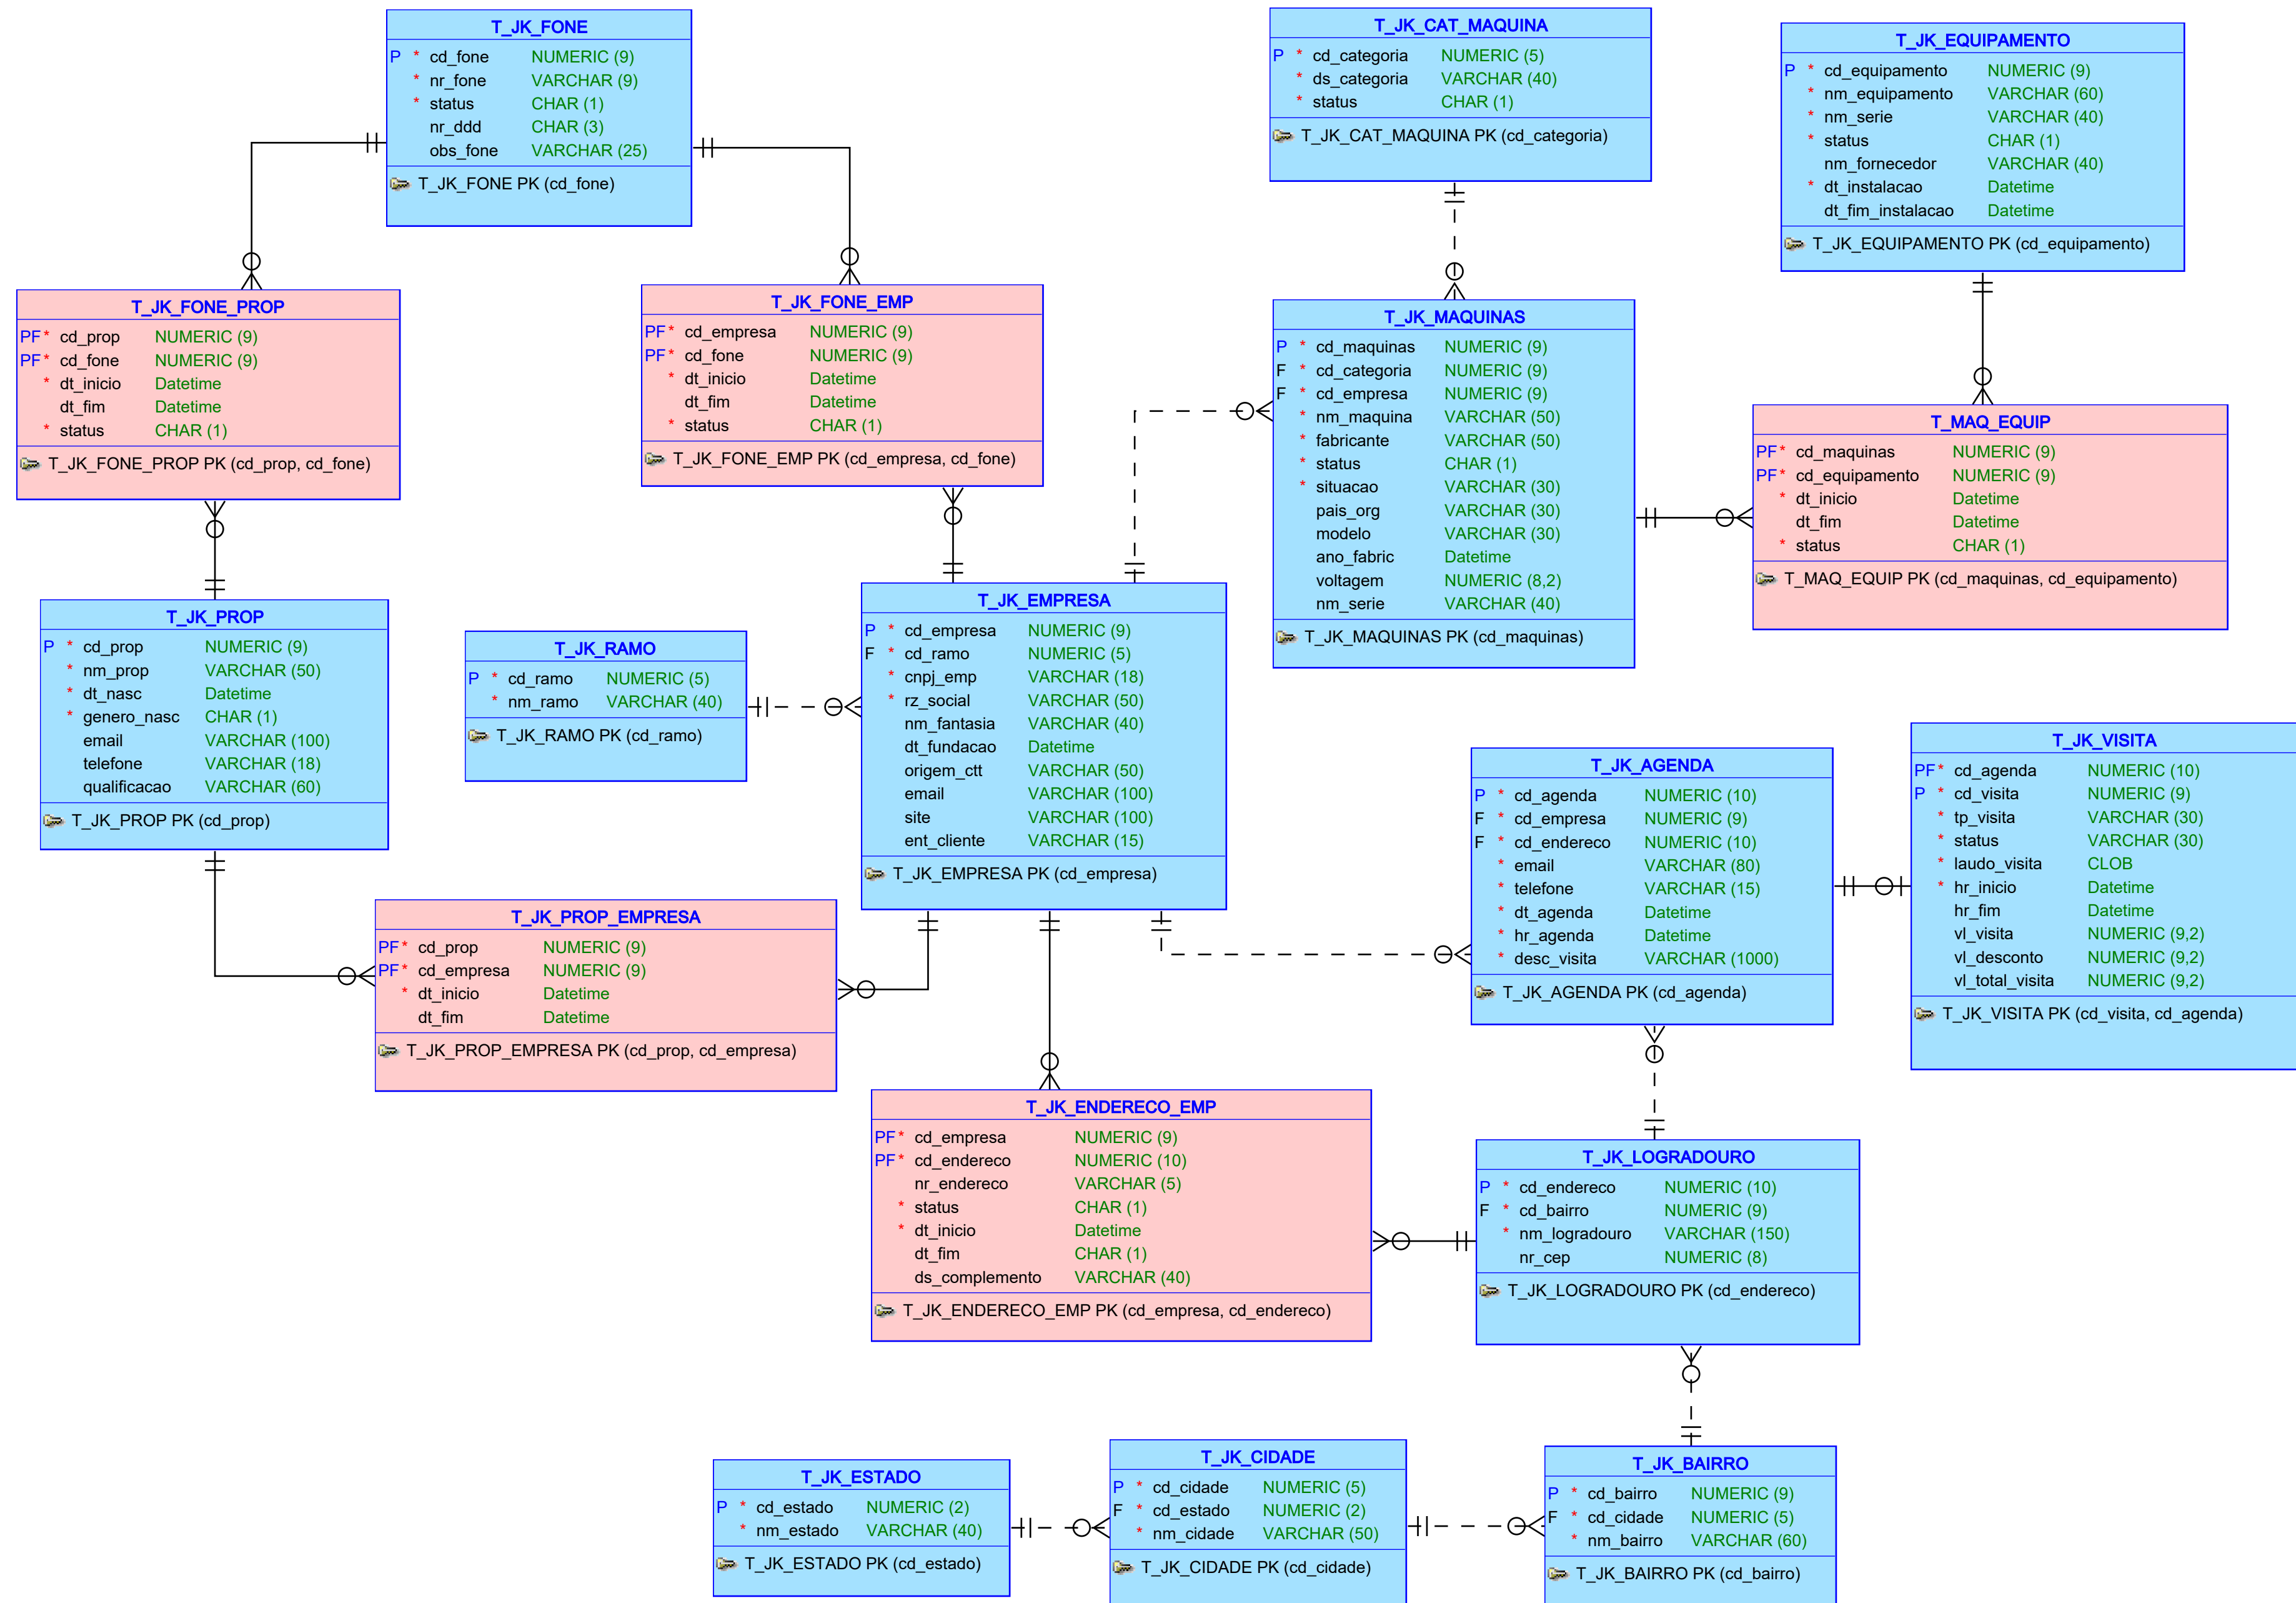 T_JK_FONE
P * cd_fone NUMERIC (9)
* nr_fone VARCHAR (9)
* status CHAR (1)
nr_ddd CHAR (3)
obs_fone VARCHAR (25)
T_JK_FONE PK (cd_fone)
T_JK_CAT_MAQUINA
P * cd_categoria NUMERIC (5)
* ds_categoria VARCHAR (40)
* status CHAR (1)
T_JK_CAT_MAQUINA PK (cd_categoria)
T_JK_EQUIPAMENTO
P * cd_equipamento NUMERIC (9)
* nm_equipamento VARCHAR (60)
* nm_serie VARCHAR (40)
* status CHAR (1)
nm_fornecedor VARCHAR (40)
* dt_instalacao Datetime
dt_fim_instalacao Datetime
T_JK_EQUIPAMENTO PK (cd_equipamento)
T_JK_FONE_PROP
PF * cd_prop NUMERIC (9)
PF * cd_fone NUMERIC (9)
* dt_inicio Datetime
dt_fim Datetime
* status CHAR (1)
T_JK_FONE_PROP PK (cd_prop, cd_fone)
T_JK_FONE_EMP
PF * cd_empresa NUMERIC (9)
PF * cd_fone NUMERIC (9)
* dt_inicio Datetime
dt_fim Datetime
* status CHAR (1)
T_JK_FONE_EMP PK (cd_empresa, cd_fone)
T_JK_MAQUINAS
P * cd_maquinas NUMERIC (9)
F * cd_categoria NUMERIC (9)
F * cd_empresa NUMERIC (9)
* nm_maquina VARCHAR (50)
* fabricante VARCHAR (50)
* status CHAR (1)
* situacao VARCHAR (30)
pais_org VARCHAR (30)
modelo VARCHAR (30)
ano_fabric Datetime
voltagem NUMERIC (8,2)
nm_serie VARCHAR (40)
T_JK_MAQUINAS PK (cd_maquinas)
T_MAQ_EQUIP
PF * cd_maquinas NUMERIC (9)
PF * cd_equipamento NUMERIC (9)
* dt_inicio Datetime
dt_fim Datetime
* status CHAR (1)
T_MAQ_EQUIP PK (cd_maquinas, cd_equipamento)
T_JK_PROP
P * cd_prop NUMERIC (9)
* nm_prop VARCHAR (50)
* dt_nasc Datetime
* genero_nasc CHAR (1)
email VARCHAR (100)
telefone VARCHAR (18)
qualificacao VARCHAR (60)
T_JK_PROP PK (cd_prop)
T_JK_RAMO
P * cd_ramo NUMERIC (5)
* nm_ramo VARCHAR (40)
T_JK_RAMO PK (cd_ramo)
T_JK_EMPRESA
P * cd_empresa NUMERIC (9)
F * cd_ramo NUMERIC (5)
* cnpj_emp VARCHAR (18)
* rz_social VARCHAR (50)
nm_fantasia VARCHAR (40)
dt_fundacao Datetime
origem_ctt VARCHAR (50)
email VARCHAR (100)
site VARCHAR (100)
ent_cliente VARCHAR (15)
T_JK_EMPRESA PK (cd_empresa)
T_JK_AGENDA
P * cd_agenda NUMERIC (10)
F * cd_empresa NUMERIC (9)
F * cd_endereco NUMERIC (10)
* email VARCHAR (80)
* telefone VARCHAR (15)
* dt_agenda Datetime
* hr_agenda Datetime
* desc_visita VARCHAR (1000)
T_JK_AGENDA PK (cd_agenda)
T_JK_VISITA
PF * cd_agenda NUMERIC (10)
P * cd_visita NUMERIC (9)
* tp_visita VARCHAR (30)
* status VARCHAR (30)
* laudo_visita CLOB
* hr_inicio Datetime
hr_fim Datetime
vl_visita NUMERIC (9,2)
vl_desconto NUMERIC (9,2)
vl_total_visita NUMERIC (9,2)
T_JK_VISITA PK (cd_visita, cd_agenda)
T_JK_PROP_EMPRESA
PF * cd_prop NUMERIC (9)
PF * cd_empresa NUMERIC (9)
* dt_inicio Datetime
dt_fim Datetime
T_JK_PROP_EMPRESA PK (cd_prop, cd_empresa)
T_JK_ENDERECO_EMP
PF * cd_empresa NUMERIC (9)
PF * cd_endereco NUMERIC (10)
nr_endereco VARCHAR (5)
* status CHAR (1)
* dt_inicio Datetime
dt_fim CHAR (1)
ds_complemento VARCHAR (40)
T_JK_ENDERECO_EMP PK (cd_empresa, cd_endereco)
T_JK_LOGRADOURO
P * cd_endereco NUMERIC (10)
F * cd_bairro NUMERIC (9)
* nm_logradouro VARCHAR (150)
nr_cep NUMERIC (8)
T_JK_LOGRADOURO PK (cd_endereco)
T_JK_ESTADO
P * cd_estado NUMERIC (2)
* nm_estado VARCHAR (40)
T_JK_ESTADO PK (cd_estado)
T_JK_CIDADE
P * cd_cidade NUMERIC (5)
F * cd_estado NUMERIC (2)
* nm_cidade VARCHAR (50)
T_JK_CIDADE PK (cd_cidade)
T_JK_BAIRRO
P * cd_bairro NUMERIC (9)
F * cd_cidade NUMERIC (5)
* nm_bairro VARCHAR (60)
T_JK_BAIRRO PK (cd_bairro)